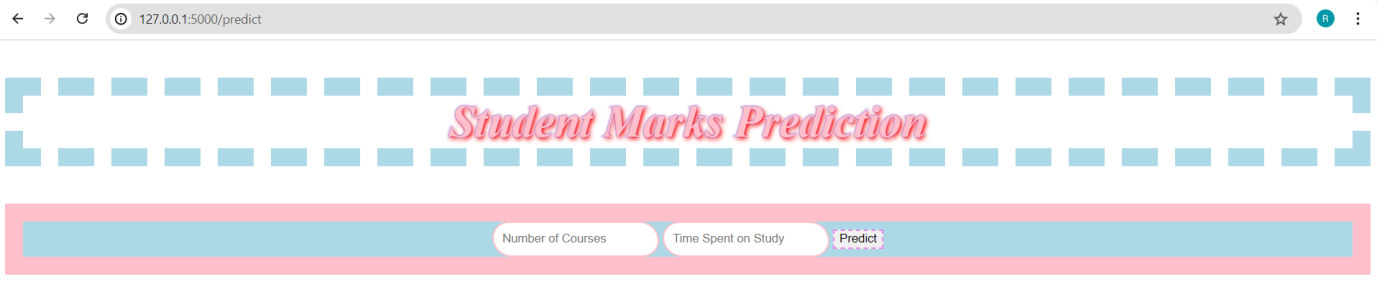 127.0.0.1:5000/predict
R
Student Marks Prediction
Number of Courses Time Spent on Study Predict